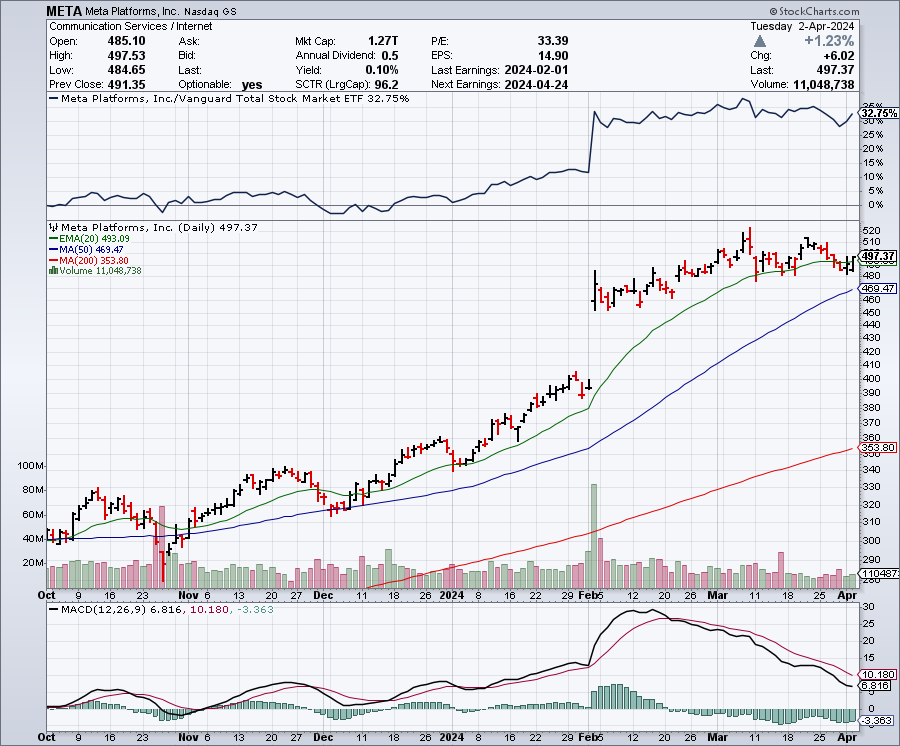 META Meta Platforms, Inc. Nasdaq GS © StockCharts.com
Communication Services / Internet Tuesday 2-Apr-2024
Open: 485.10 Ask: Mkt Cap: 1.27T P/E: 33.39 ▲ +1.23%
High: 497.53 Bid: Annual Dividend: 0.5 EPS: 14.90 Chg: +6.02
Low: 484.65 Last: Yield: 0.10% Last Earnings: 2024-02-01 Last: 497.37
Prev Close: 491.35 Optionable: yes SCTR (LrgCap): 96.2 Next Earnings: 2024-04-24 Volume: 11,048,738
Meta Platforms, Inc./Vanguard Total Stock Market ETF 32.75%
35%
32.75%
30%
25%
20%
15%
10%
5%
0%
Meta Platforms, Inc. (Daily) 497.37
EMA(20) 493.09
MA(50) 469.47
MA(200) 353.80
Volume 11,048,738
520
510
497.37
480
469.47
460
450
440
430
420
410
400
390
380
370
360
353.80
340
330
320
310
300
290
280
100M
80M
60M
40M
20M
1104873
Oct 9 16 23 Nov 6 13 20 27 Dec 11 18 26 2024 8 16 22 29 Feb 5 12 20 26 Mar 11 18 25 Apr
MACD(12,26,9) 6.816, 10.180, -3.363
30
25
20
15
10.180
6.816
5
0
-3.363
Oct 9 16 23 Nov 6 13 20 27 Dec 11 18 26 2024 8 16 22 29 Feb 5 12 20 26 Mar 11 18 25 Apr